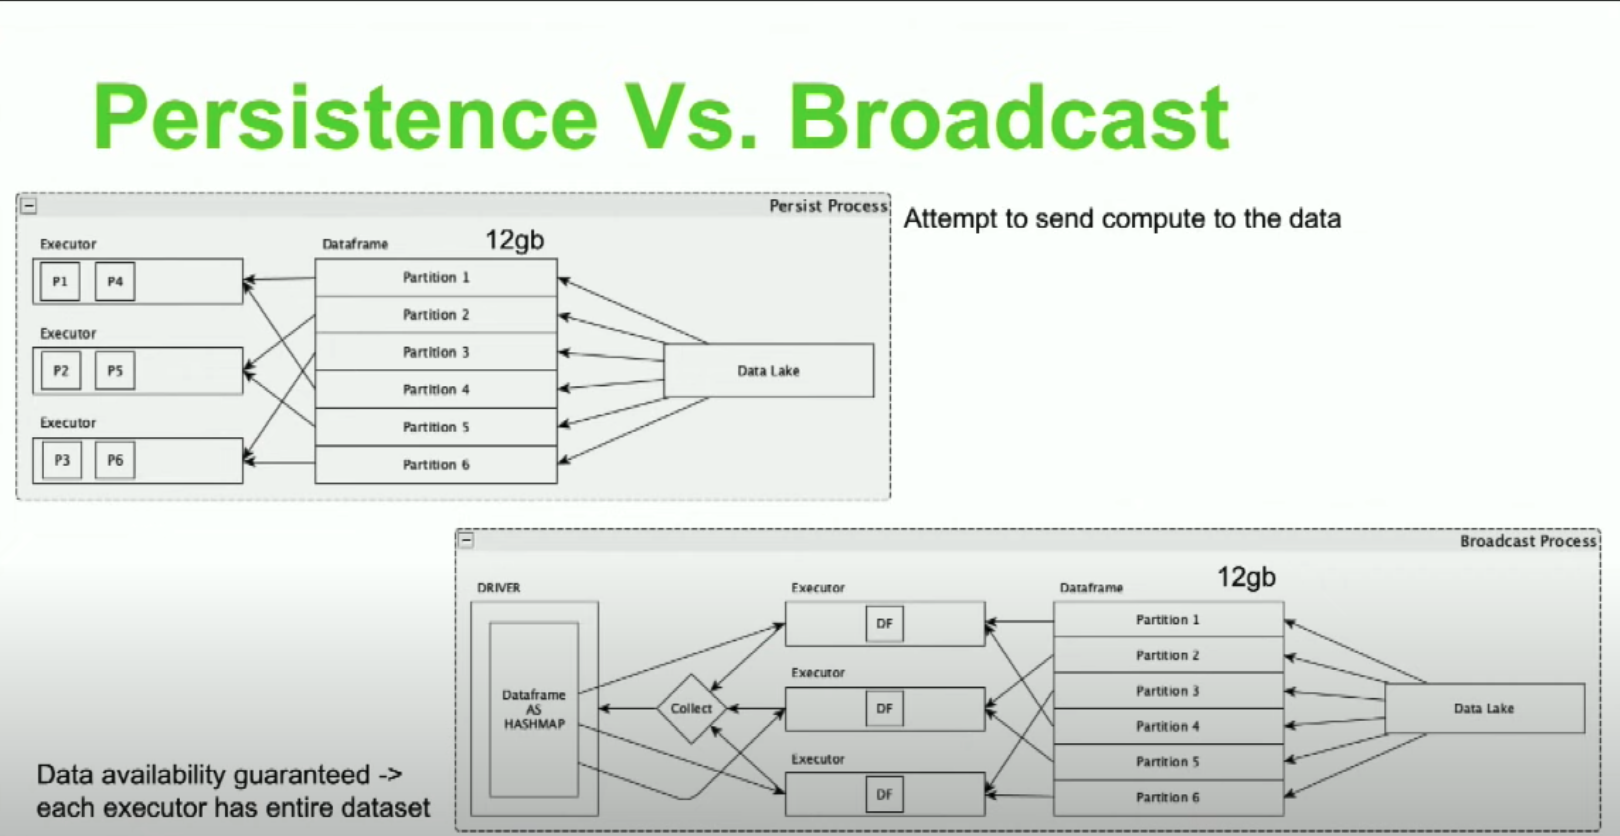 Persistence Vs. Broadcast
Persist Process
Attempt to send compute to the data
Executor
P1 P4
Executor
P2 P5
Executor
P3 P6
Dataframe
12gb
Partition 1
Partition 2
Partition 3
Partition 4
Partition 5
Partition 6
Data Lake
Broadcast Process
DRIVER
Dataframe
AS
HASHMAP
Collect
Executor
DF
Executor
DF
Executor
DF
Dataframe
12gb
Partition 1
Partition 2
Partition 3
Partition 4
Partition 5
Partition 6
Data Lake
Data availability guaranteed ->
each executor has entire dataset